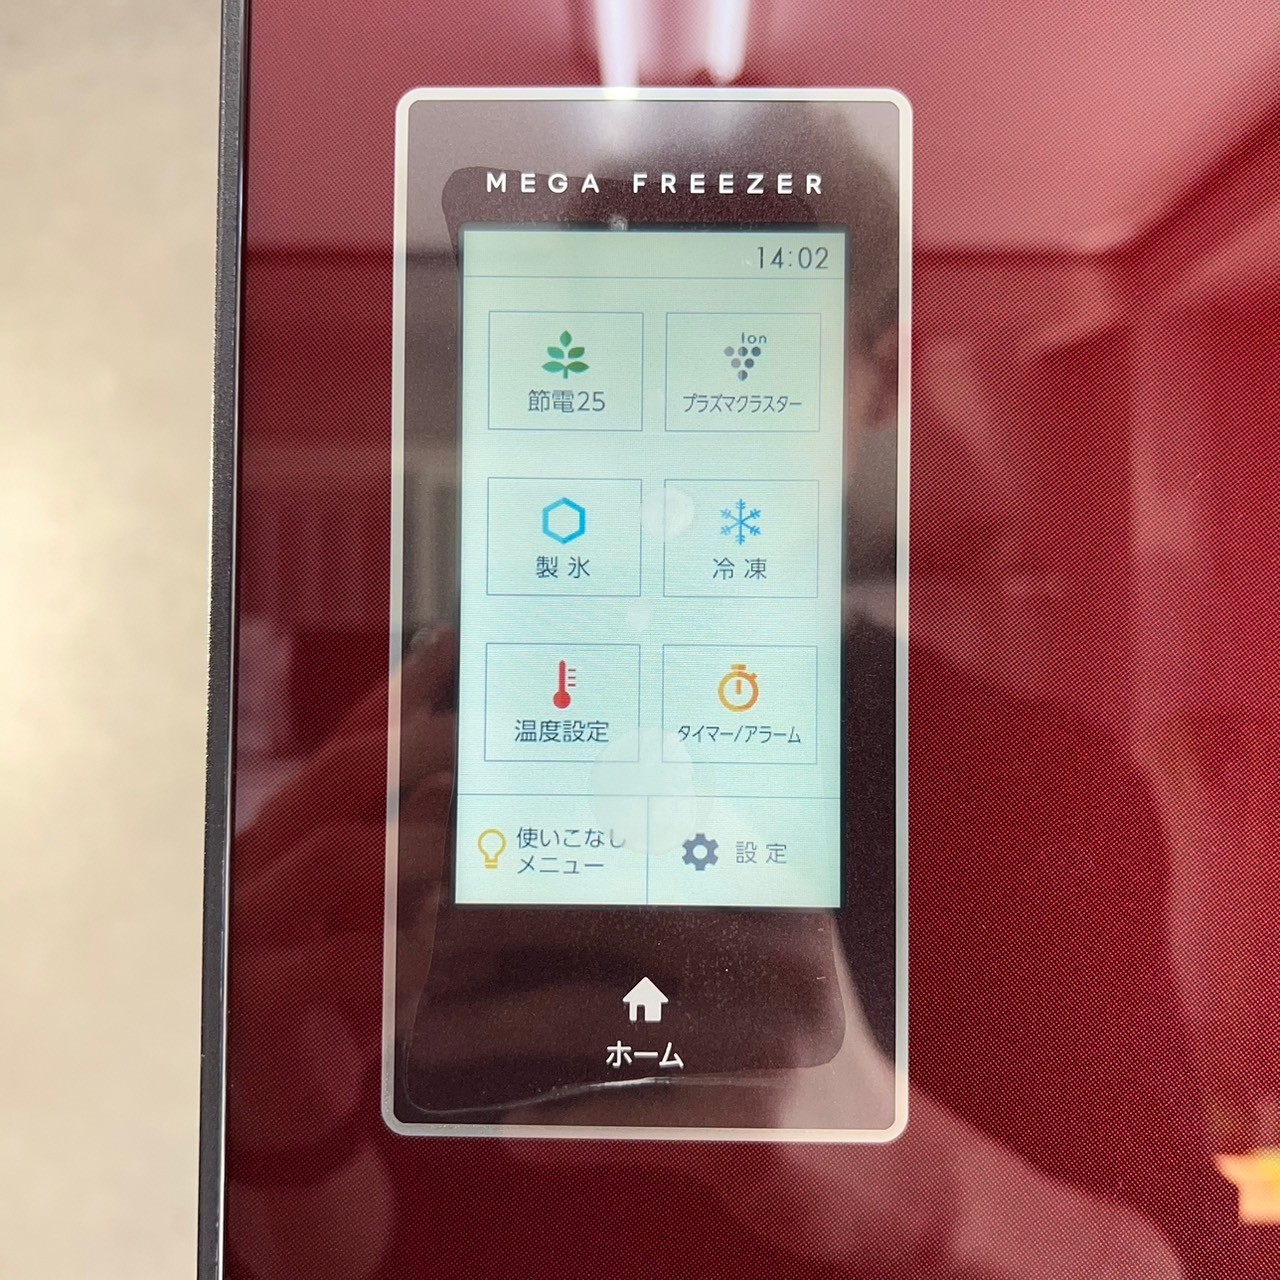 MEGA FREEZER
14:02
節電25
Ion
プラズマクラスター
製氷
冷凍
温度設定
タイマー/アラーム
使いこなし
メニュー
設定
ホーム